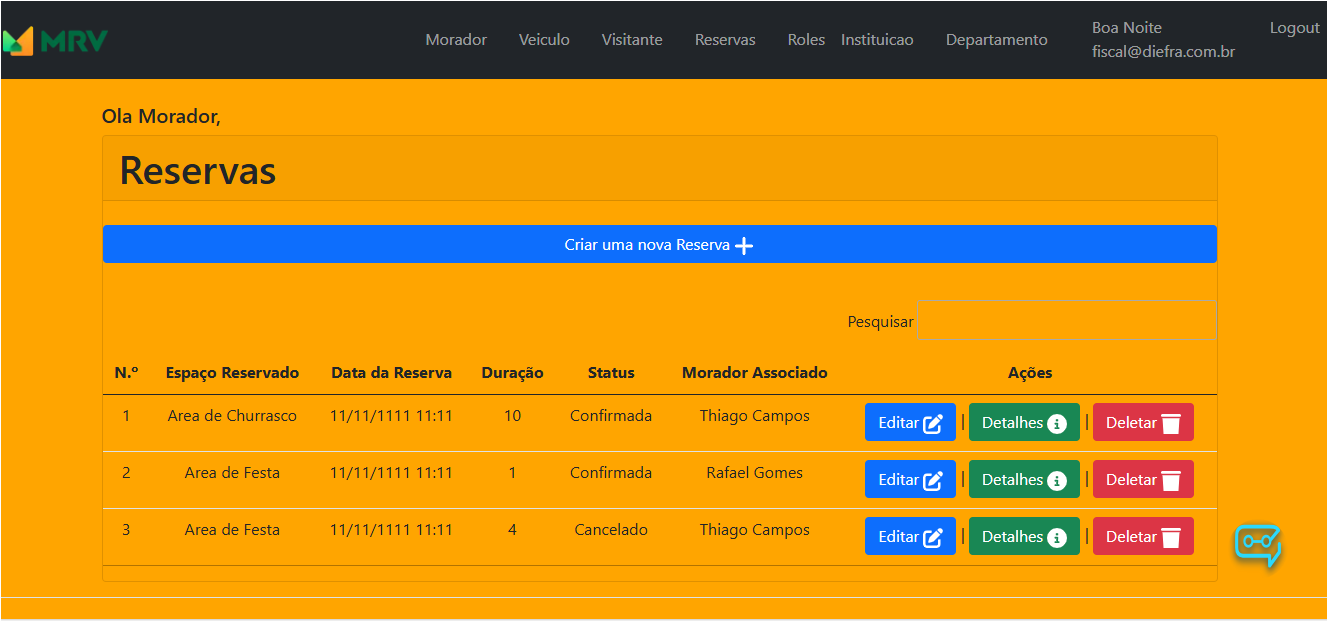 MRV Morador Veiculo Visitante Reservas Roles Instituicao Departamento Boa Noite Logout
fiscal@diefra.com.br
Ola Morador,
Reservas
Criar uma nova Reserva
Pesquisar
N.º Espaço Reservado Data da Reserva Duração Status Morador Associado Ações
1 Area de Churrasco 11/11/1111 11:11 10 Confirmada Thiago Campos Editar | Detalhes | Deletar
2 Area de Festa 11/11/1111 11:11 1 Confirmada Rafael Gomes Editar | Detalhes | Deletar
3 Area de Festa 11/11/1111 11:11 4 Cancelado Thiago Campos Editar | Detalhes | Deletar